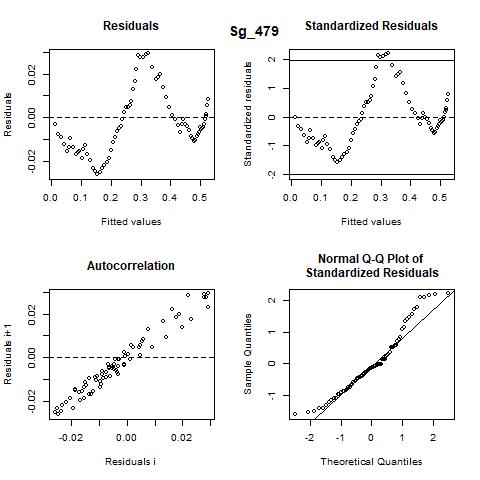 Sg_479
Residuals
Residuals
-0.02 0.00 0.02
0.0 0.1 0.2 0.3 0.4 0.5
Fitted values
Standardized Residuals
Standardized residuals
-2 -1 0 1 2
0.0 0.1 0.2 0.3 0.4 0.5
Fitted values
Autocorrelation
Residuals i+1
-0.02 0.00 0.02
-0.02 0.00 0.02
Residuals i
Normal Q-Q Plot of
Standardized Residuals
Sample Quantiles
-1 0 1 2
-2 -1 0 1 2
Theoretical Quantiles